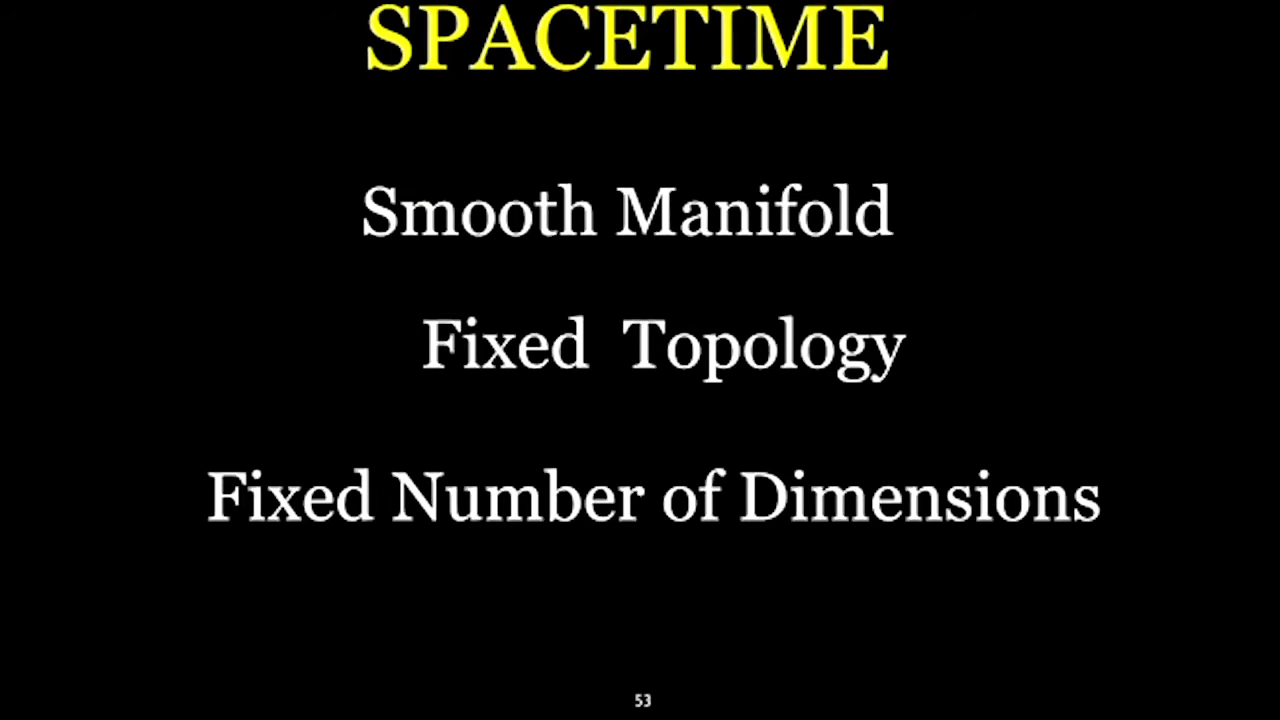 SPACETIME
Smooth Manifold
Fixed Topology
Fixed Number of Dimensions
53